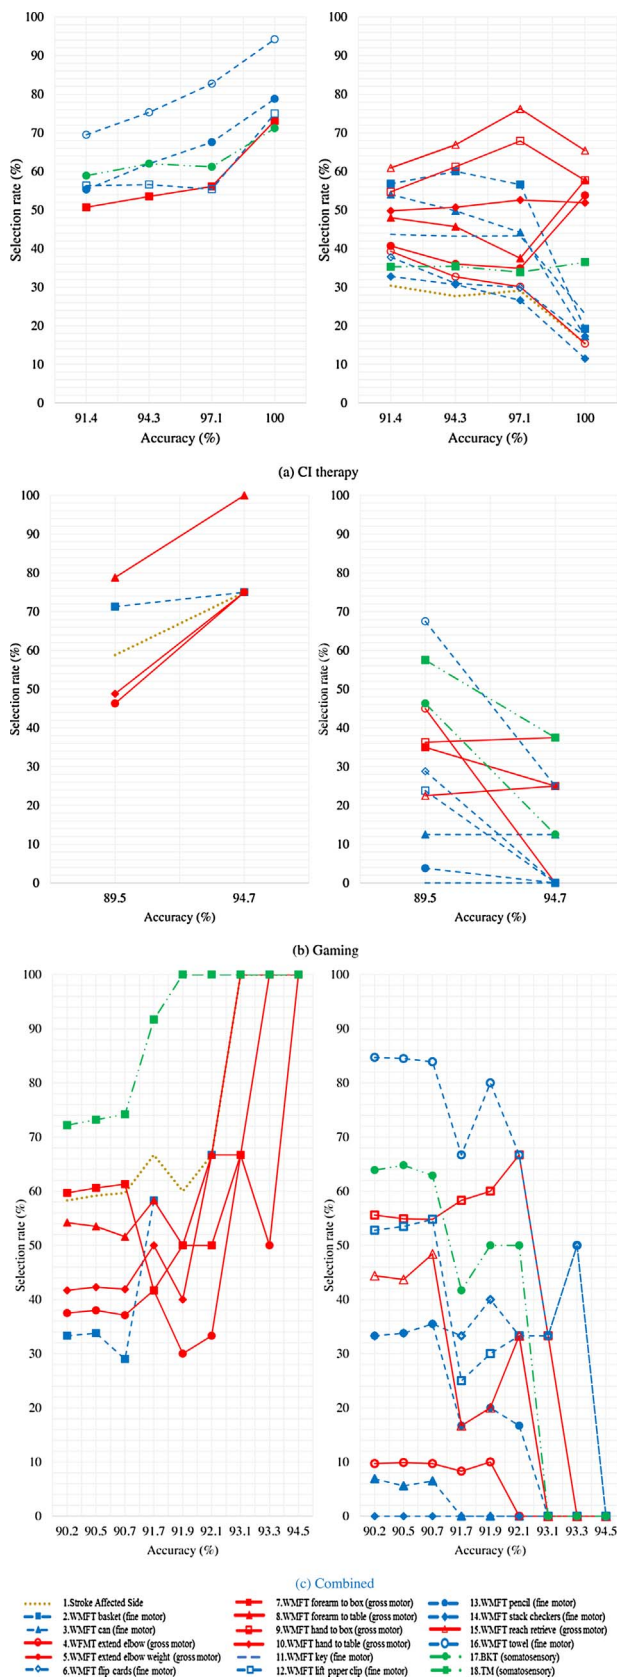 100
90
80
70
60
50
40
30
20
10
0
Selection rate (%)
91.4 94.3 97.1 100
Accuracy (%)
100
90
80
70
60
50
40
30
20
10
0
Selection rate (%)
91.4 94.3 97.1 100
Accuracy (%)
(a) CI therapy
100
90
80
70
60
50
40
30
20
10
0
Selection rate (%)
89.5 94.7
Accuracy (%)
100
90
80
70
60
50
40
30
20
10
0
Selection rate (%)
89.5 94.7
Accuracy (%)
(b) Gaming
100
90
80
70
60
50
40
30
20
10
0
Selection rate (%)
90.2 90.5 90.7 91.7 91.9 92.1 93.1 93.3 94.5
Accuracy (%)
100
90
80
70
60
50
40
30
20
10
0
Selection rate (%)
90.2 90.5 90.7 91.7 91.9 92.1 93.1 93.3 94.5
Accuracy (%)
(c) Combined
1.Stroke Affected Side
2.WMFT basket (fine motor)
3.WMFT can (fine motor)
4.WFMT extend elbow (gross motor)
5.WMFT extend elbow weight (gross motor)
6.WMFT flip cards (fine motor)
7.WMFT forearm to box (gross motor)
8.WMFT forearm to table (gross motor)
9.WMFT hand to box (gross motor)
10.WMFT hand to table (gross motor)
11.WMFT key (fine motor)
12.WMFT lift paper clip (fine motor)
13.WMFT pencil (fine motor)
14.WMFT stack checkers (fine motor)
15.WMFT reach retrieve (gross motor)
16.WMFT towel (fine motor)
17.BKT (somatosensory)
18.TM (somatosensory)